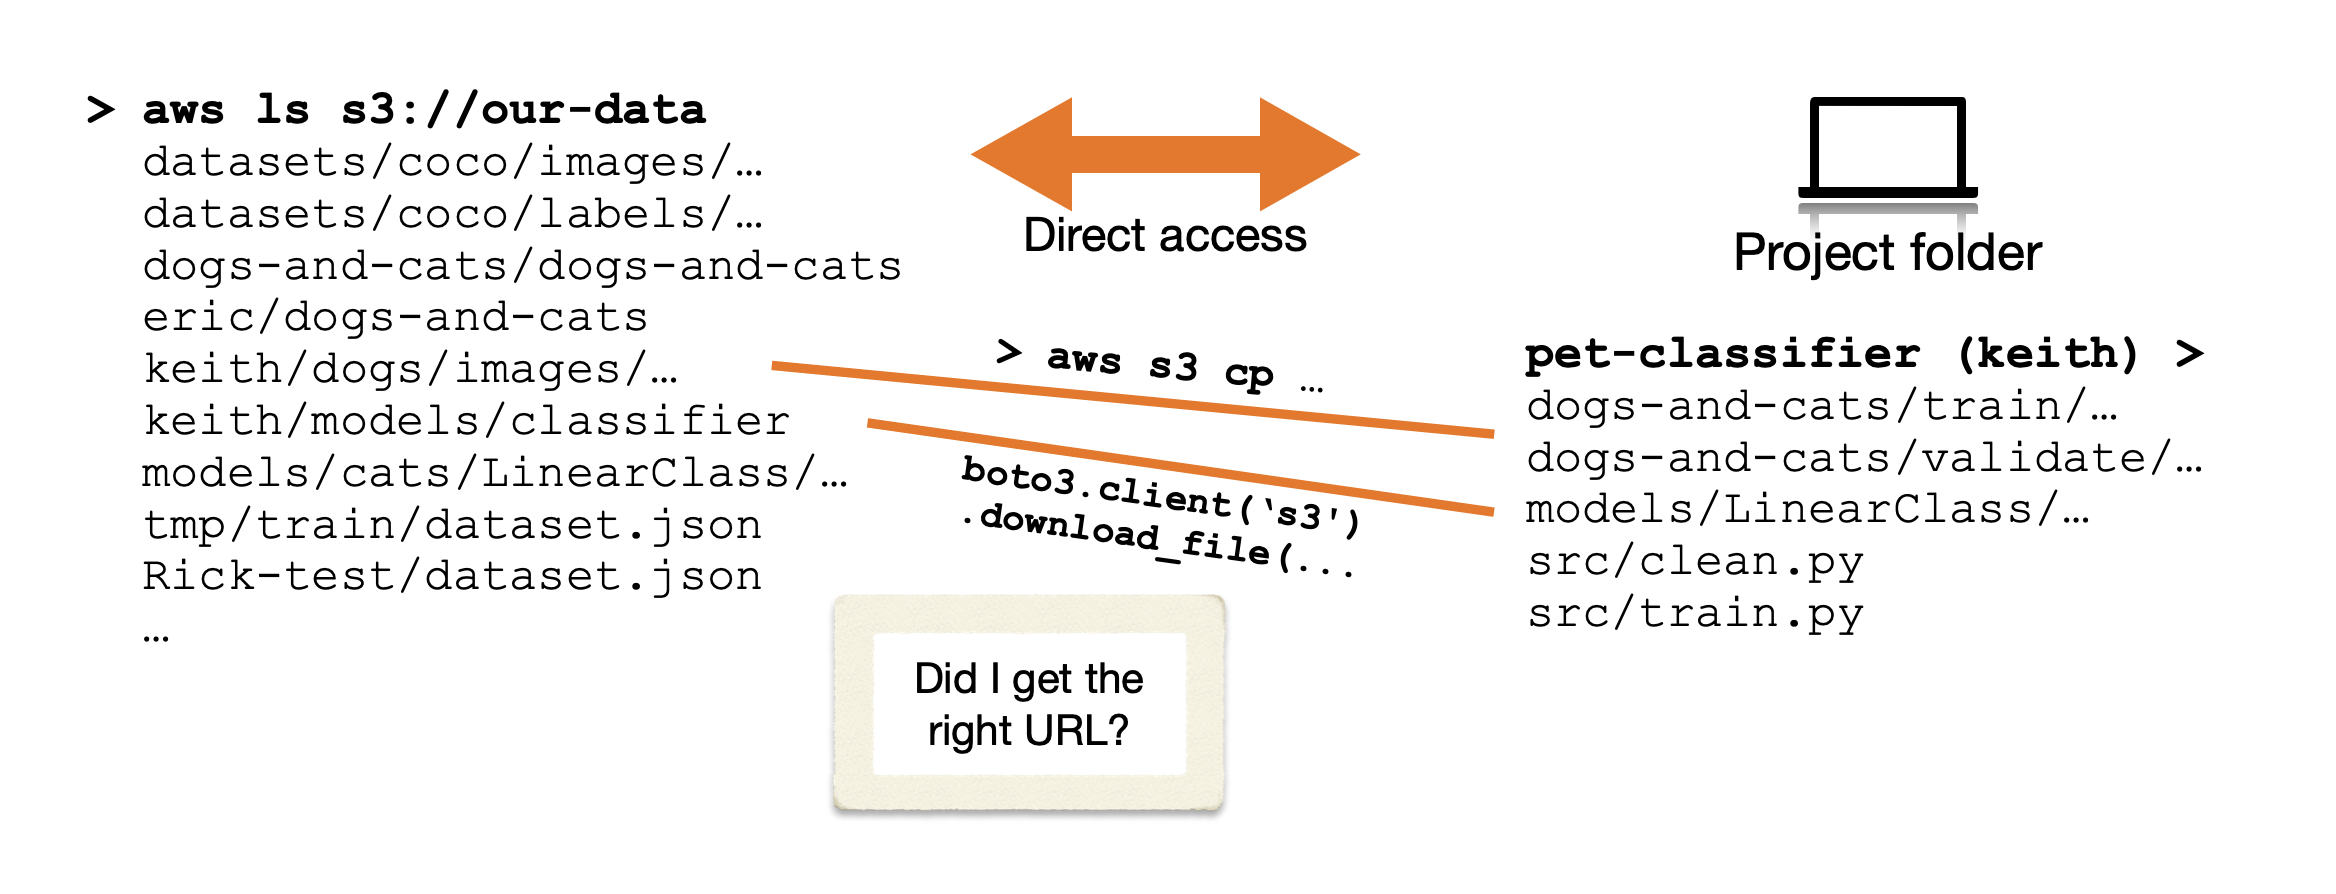 > aws ls s3://our-data
datasets/coco/images/…
datasets/coco/labels/…
dogs-and-cats/dogs-and-cats
eric/dogs-and-cats
keith/dogs/images/…
keith/models/classifier
models/cats/LinearClass/…
tmp/train/dataset.json
Rick-test/dataset.json
…
Direct access
> aws s3 cp …
boto3.client(‘s3')
.download_file(...
Did I get the
right URL?
Project folder
pet-classifier (keith) >
dogs-and-cats/train/…
dogs-and-cats/validate/…
models/LinearClass/…
src/clean.py
src/train.py